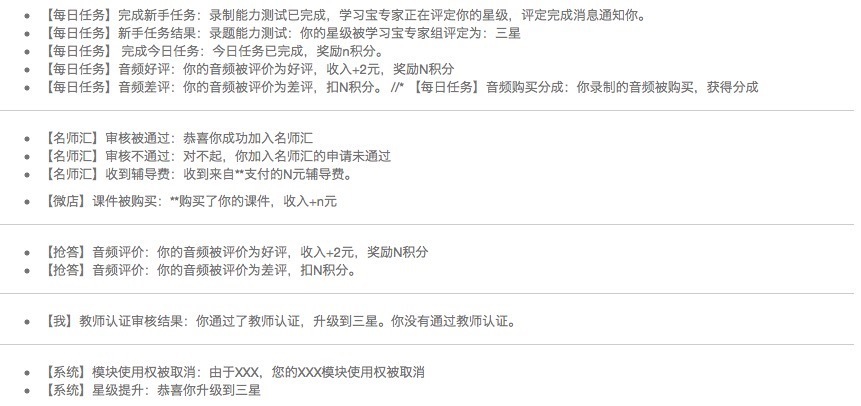 【每日任务】完成新手任务：录制能力测试已完成，学习宝专家正在评定你的星级，评定完成消息通知你。
【每日任务】新手任务结果：录题能力测试：你的星级被学习宝专家组评定为：三星
【每日任务】 完成今日任务：今日任务已完成，奖励n积分。
【每日任务】音频好评：你的音频被评价为好评，收入+2元，奖励N积分
【每日任务】音频差评：你的音频被评价为差评，扣N积分。 //* 【每日任务】音频购买分成：你录制的音频被购买，获得分成
【名师汇】审核被通过：恭喜你成功加入名师汇
【名师汇】审核不通过：对不起，你加入名师汇的申请未通过
【名师汇】收到辅导费：收到来自**支付的N元辅导费。
【微店】课件被购买：**购买了你的课件，收入+n元
【抢答】音频评价：你的音频被评价为好评，收入+2元，奖励N积分
【抢答】音频评价：你的音频被评价为差评，扣N积分。
【我】教师认证审核结果：你通过了教师认证，升级到三星。你没有通过教师认证。
【系统】模块使用权被取消：由于XXX，您的XXX模块使用权被取消
【系统】星级提升：恭喜你升级到三星